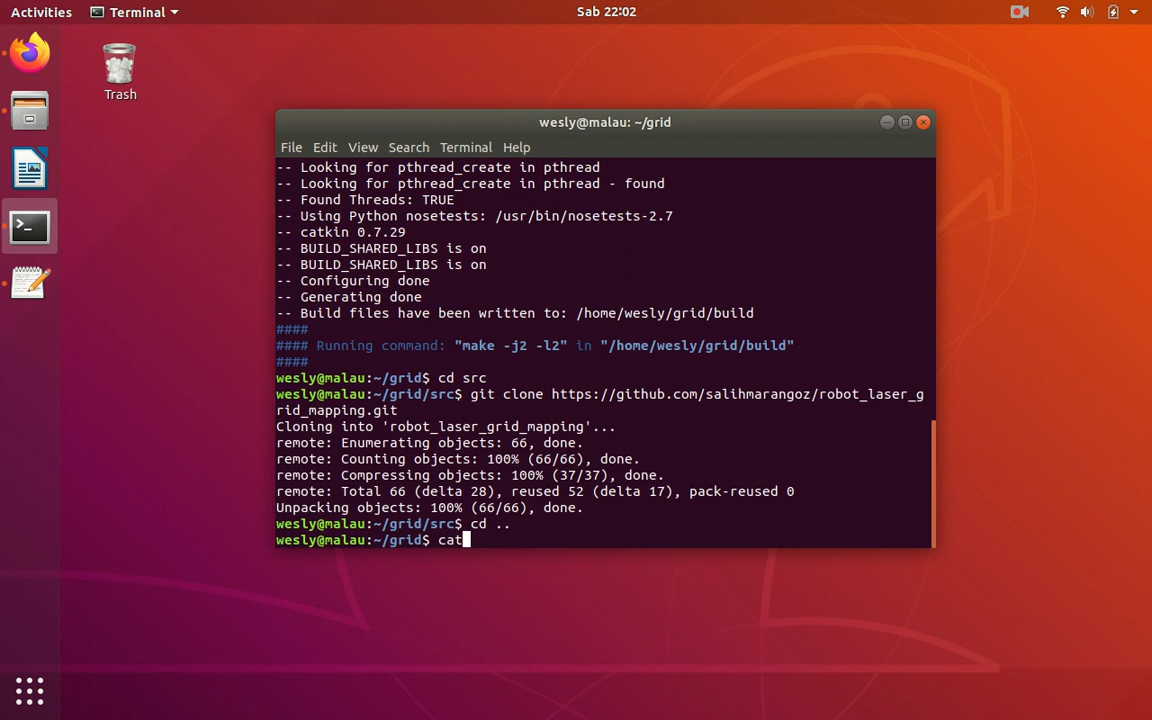 Activities Terminal Sab 22:02
Trash
wesly@malau: ~/grid
File Edit View Search Terminal Help
-- Looking for pthread_create in pthread
-- Looking for pthread_create in pthread - found
-- Found Threads: TRUE
-- Using Python nosetests: /usr/bin/nosetests-2.7
-- catkin 0.7.29
-- BUILD_SHARED_LIBS is on
-- BUILD_SHARED_LIBS is on
-- Configuring done
-- Generating done
-- Build files have been written to: /home/wesly/grid/build
####
#### Running command: "make -j2 -l2" in "/home/wesly/grid/build"
####
wesly@malau:~/grid$ cd src
wesly@malau:~/grid/src$ git clone https://github.com/salihmarangoz/robot_laser_g
rid_mapping.git
Cloning into 'robot_laser_grid_mapping'...
remote: Enumerating objects: 66, done.
remote: Counting objects: 100% (66/66), done.
remote: Compressing objects: 100% (37/37), done.
remote: Total 66 (delta 28), reused 52 (delta 17), pack-reused 0
Unpacking objects: 100% (66/66), done.
wesly@malau:~/grid/src$ cd ..
wesly@malau:~/grid$ cat